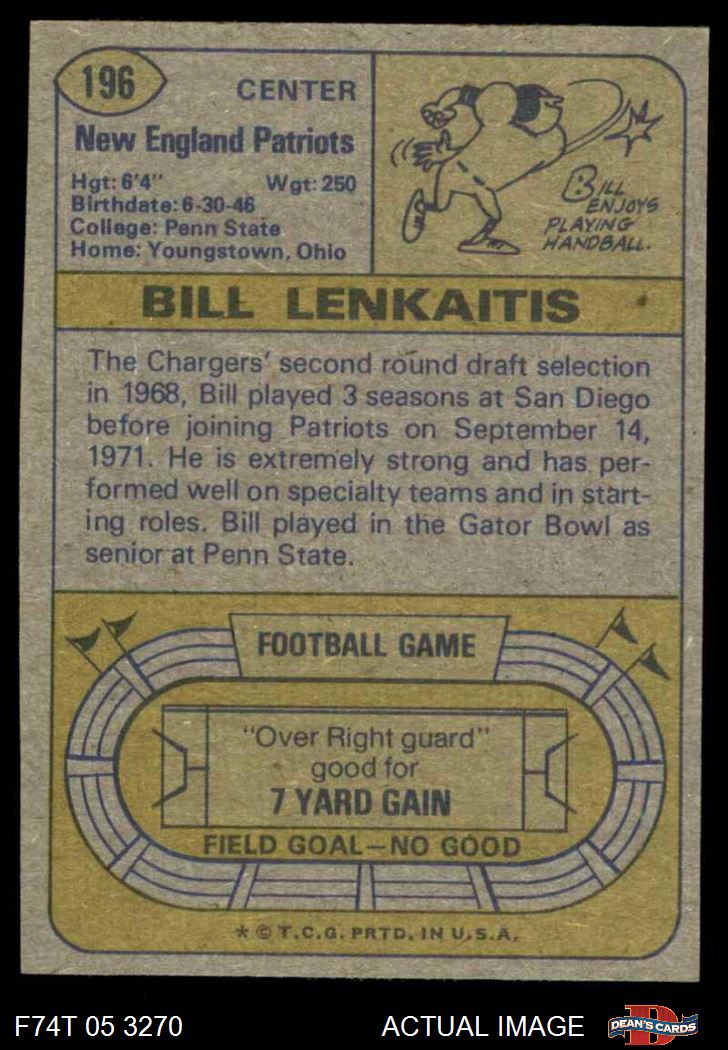 196
CENTER
New England Patriots
Hgt: 6'4" Wgt: 250
Birthdate: 6-30-46
College: Penn State
Home: Youngstown, Ohio
BILL
ENJOYS
PLAYING
HANDBALL.
BILL LENKAITIS
The Chargers' second round draft selection
in 1968, Bill played 3 seasons at San Diego
before joining Patriots on September 14,
1971. He is extremely strong and has per-
formed well on specialty teams and in start-
ing roles. Bill played in the Gator Bowl as
senior at Penn State.
FOOTBALL GAME
"Over Right guard"
good for
7 YARD GAIN
FIELD GOAL—NO GOOD
* © T.C.G. PRTD. IN U.S.A.
F74T 05 3270 ACTUAL IMAGE
DEAN'S CARDS